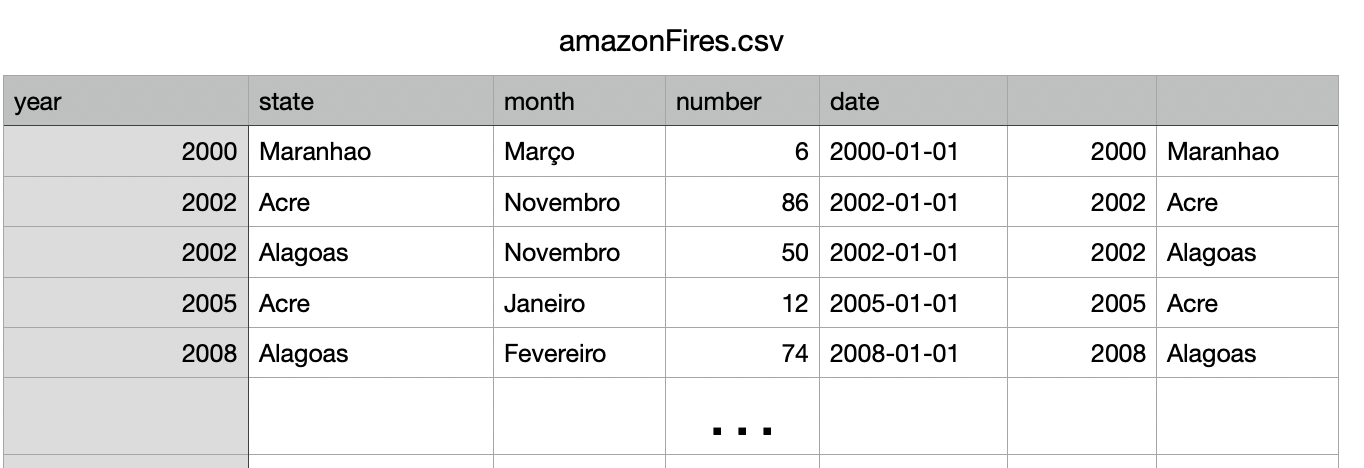 amazonFires.csv
year state month number date
2000 Maranhao Março 6 2000-01-01 2000 Maranhao
2002 Acre Novembro 86 2002-01-01 2002 Acre
2002 Alagoas Novembro 50 2002-01-01 2002 Alagoas
2005 Acre Janeiro 12 2005-01-01 2005 Acre
2008 Alagoas Fevereiro 74 2008-01-01 2008 Alagoas
...